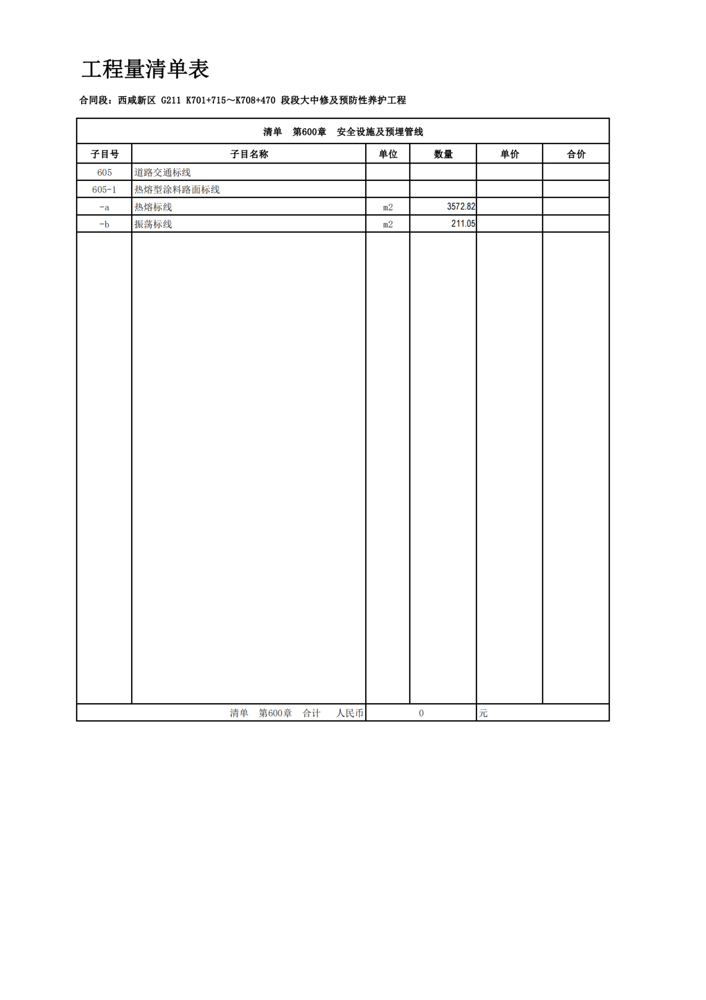 工程量清单表
合同段：西咸新区 G211 K701+715～K708+470 段段大中修及预防性养护工程
清单 第600章 安全设施及预埋管线
子目号 子目名称 单位 数量 单价 合价
605 道路交通标线
605-1 热熔型涂料路面标线
-a 热熔标线 m2 3572.82
-b 振荡标线 m2 211.05
清单 第600章 合计 人民币 0 元